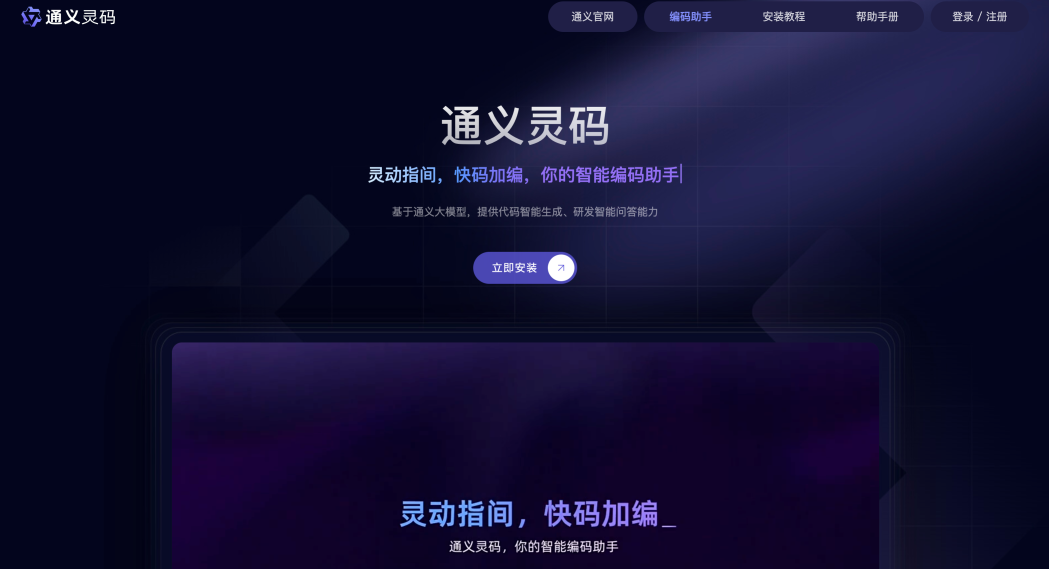 通义灵码
通义官网
编码助手
安装教程
帮助手册
登录 / 注册
通义灵码
灵动指间，快码加编，你的智能编码助手
基于通义大模型，提供代码智能生成、研发智能问答能力
立即安装
灵动指间，快码加编_
通义灵码，你的智能编码助手